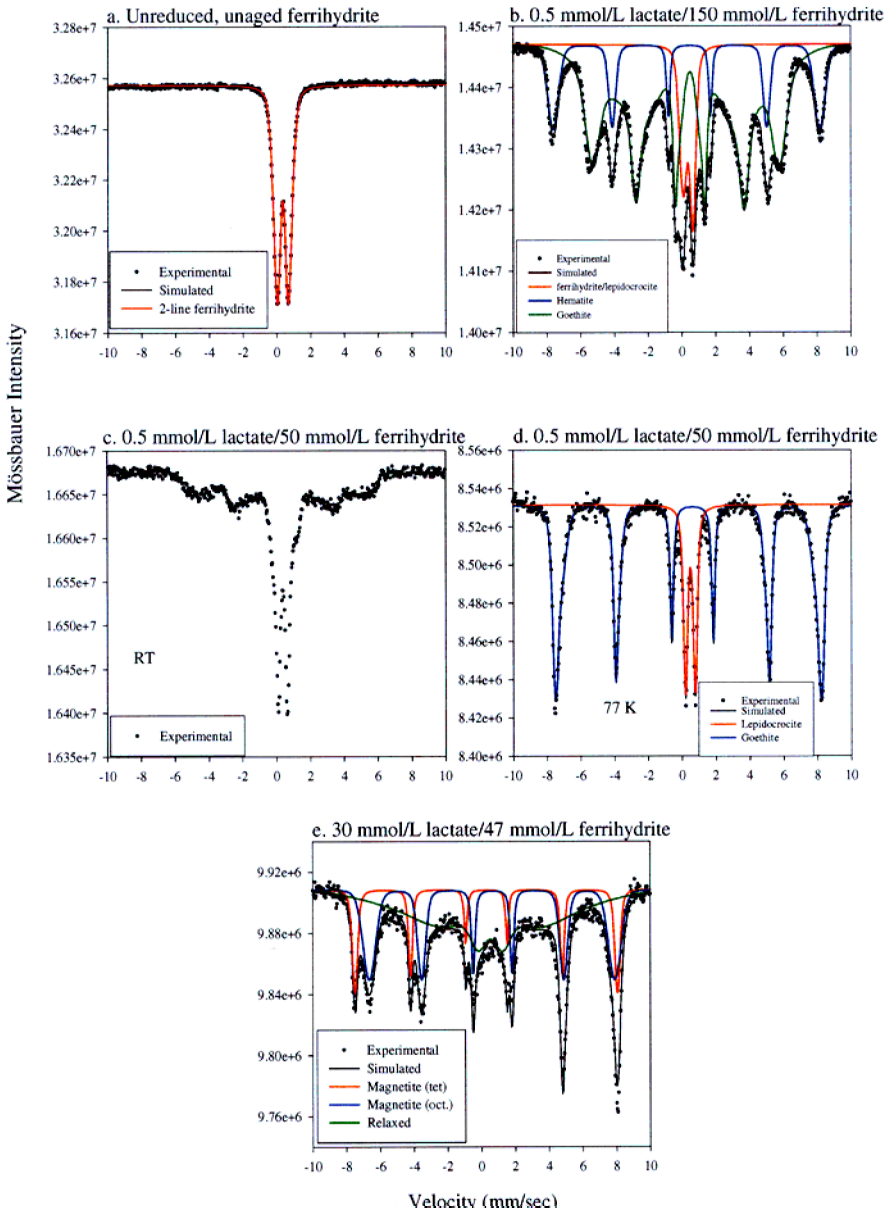 a. Unreduced, unaged ferrihydrite
3.28e+7
3.26e+7
3.24e+7
3.22e+7
3.20e+7
3.18e+7
3.16e+7
Experimental
Simulated
2-line ferrihydrite
-10 -8 -6 -4 -2 0 2 4 6 8 10
b. 0.5 mmol/L lactate/150 mmol/L ferrihydrite
1.45e+7
1.44e+7
1.43e+7
1.42e+7
1.41e+7
1.40e+7
Experimental
Simulated
ferrihydrite/lepidocrocite
Hematite
Goethite
-10 -8 -6 -4 -2 0 2 4 6 8 10
Mössbauer Intensity
c. 0.5 mmol/L lactate/50 mmol/L ferrihydrite
1.670e+7
1.665e+7
1.660e+7
1.655e+7
1.650e+7
1.645e+7
1.640e+7
1.635e+7
RT
Experimental
-10 -8 -6 -4 -2 0 2 4 6 8 10
d. 0.5 mmol/L lactate/50 mmol/L ferrihydrite
8.56e+6
8.54e+6
8.52e+6
8.50e+6
8.48e+6
8.46e+6
8.44e+6
8.42e+6
8.40e+6
77 K
Experimental
Simulated
Lepidocrocite
Goethite
-10 -8 -6 -4 -2 0 2 4 6 8 10
e. 30 mmol/L lactate/47 mmol/L ferrihydrite
9.92e+6
9.88e+6
9.84e+6
9.80e+6
9.76e+6
Experimental
Simulated
Magnetite (tet)
Magnetite (oct.)
Relaxed
-10 -8 -6 -4 -2 0 2 4 6 8 10
Velocity (mm/sec)